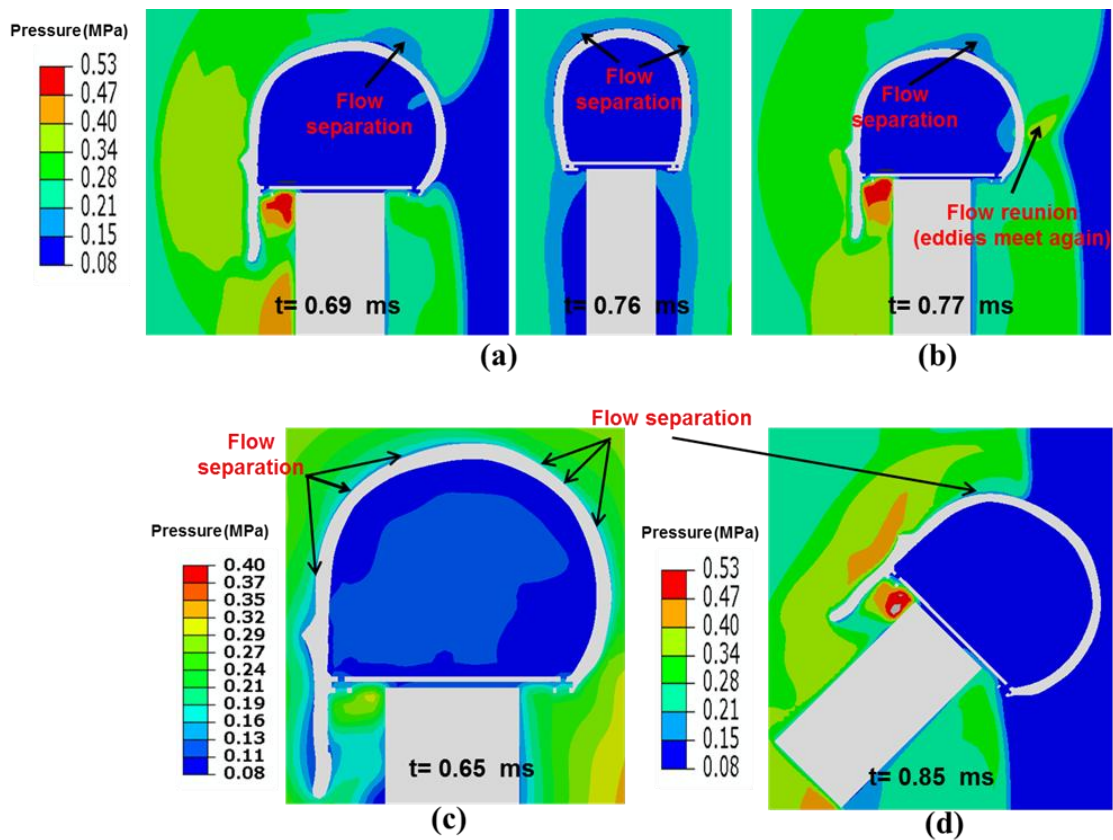 Pressure(MPa)
0.53
0.47
0.40
0.34
0.28
0.21
0.15
0.08
Flow
separation
t= 0.69 ms
Flow
separation
t= 0.76 ms
Flow
separation
Flow reunion
(eddies meet again)
t= 0.77 ms
(a)
(b)
Flow
separation
Flow separation
Pressure(MPa)
0.40
0.37
0.35
0.32
0.29
0.27
0.24
0.21
0.19
0.16
0.13
0.11
0.08
t= 0.65 ms
(c)
Pressure(MPa)
0.53
0.47
0.40
0.34
0.28
0.21
0.15
0.08
t= 0.85 ms
(d)